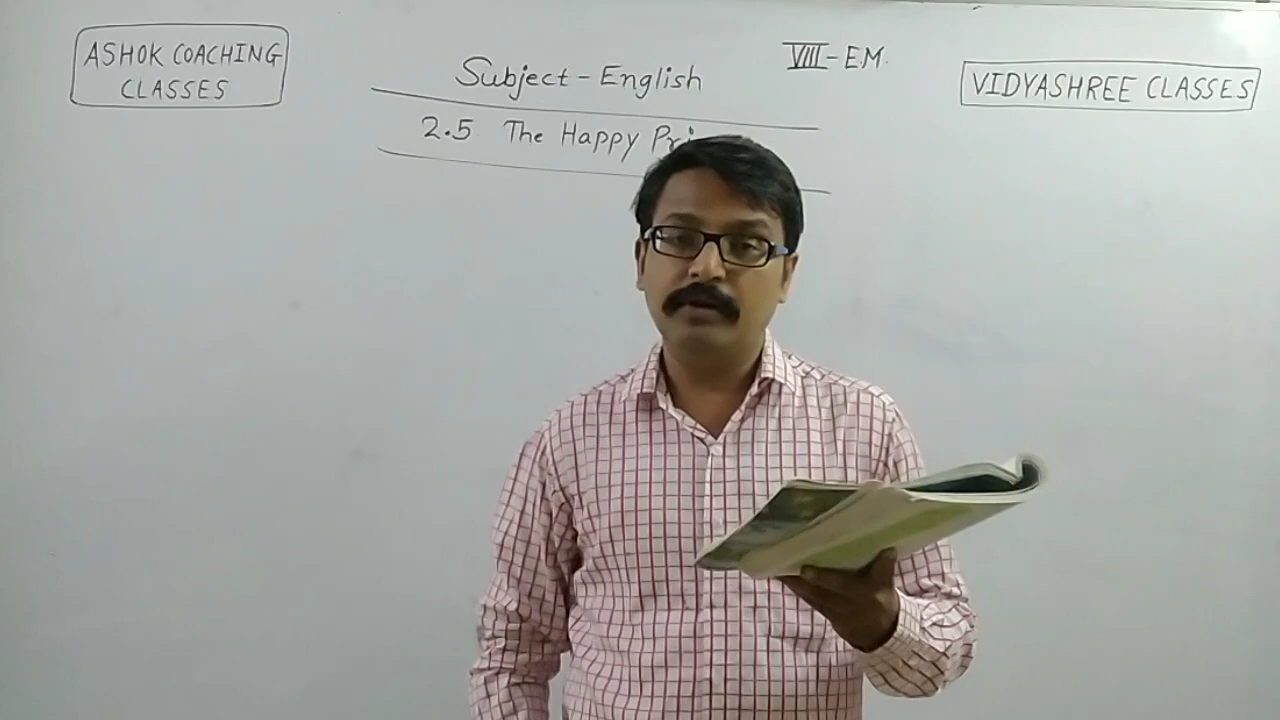 ASHOK COACHING
CLASSES
Subject - English
VIII - E.M.
VIDYASHREE CLASSES
2.5 The Happy